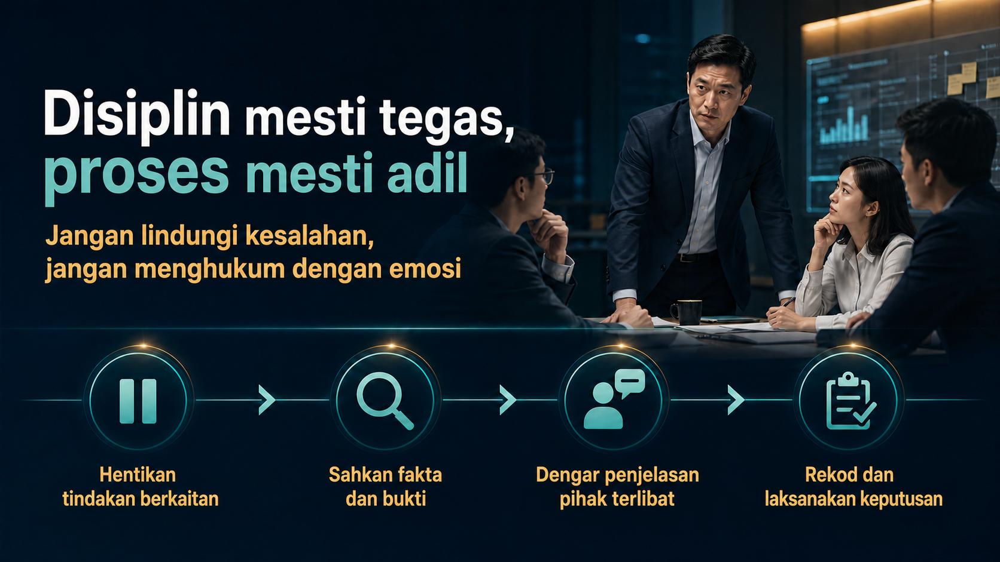 Disiplin mesti tegas,
proses mesti adil
Jangan lindungi kesalahan,
jangan menghukum dengan emosi
Hentikan
tindakan berkaitan
Sahkan fakta
dan bukti
Dengar penjelasan
pihak terlibat
Rekod dan
laksanakan keputusan